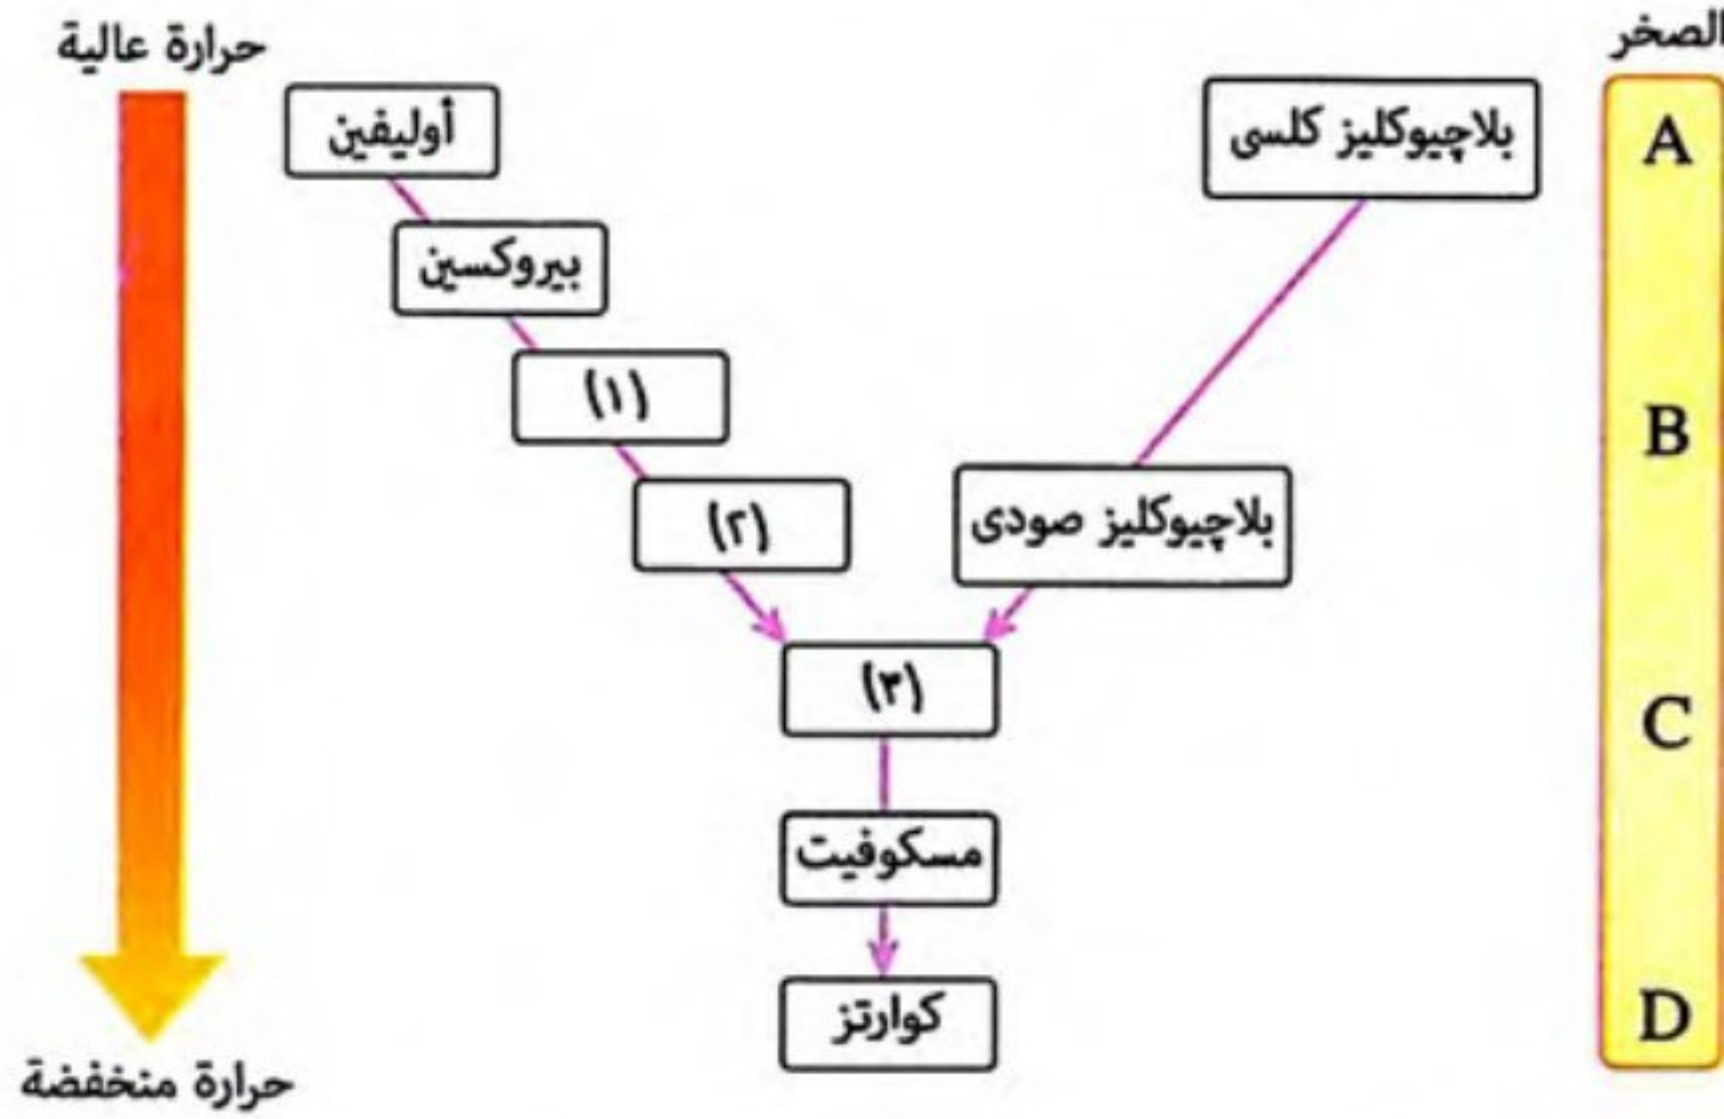 حرارة عالية
الصخر
أوليفين
بلاچيوكليز كلسى
A
بيروكسين
(١)
B
(٢)
بلاچيوكليز صودى
(٣)
C
مسكوفيت
كوارتز
D
حرارة منخفضة